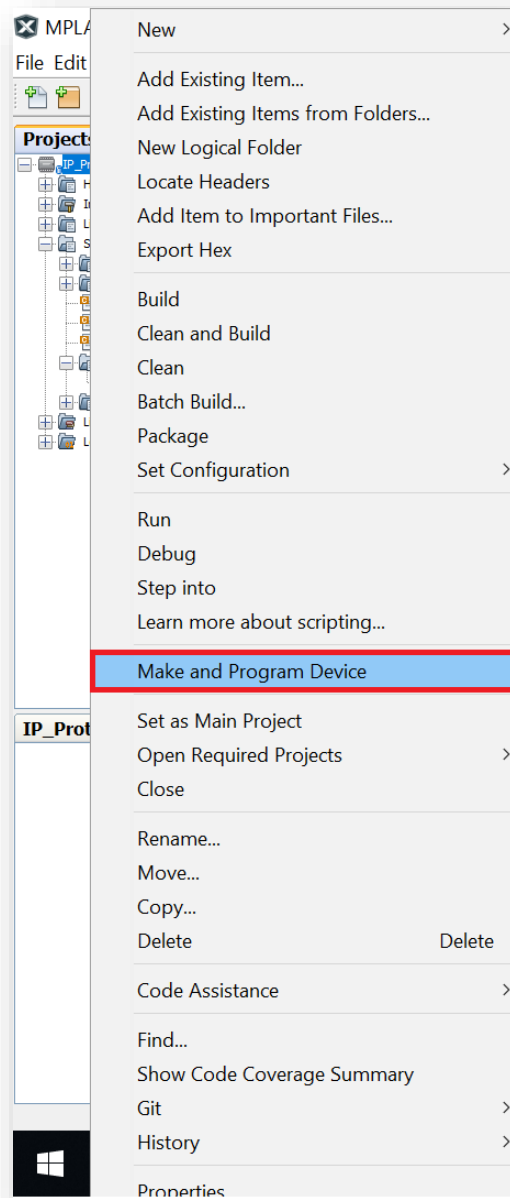 MPLA
New
File Edit
Add Existing Item...
Add Existing Items from Folders...
Projects
New Logical Folder
IP_Pr
Locate Headers
Add Item to Important Files...
Export Hex
Build
Clean and Build
Clean
Batch Build...
Package
Set Configuration
Run
Debug
Step into
Learn more about scripting...
Make and Program Device
IP_Prot
Set as Main Project
Open Required Projects
Close
Rename...
Move...
Copy...
Delete Delete
Code Assistance
Find...
Show Code Coverage Summary
Git
History
Properties